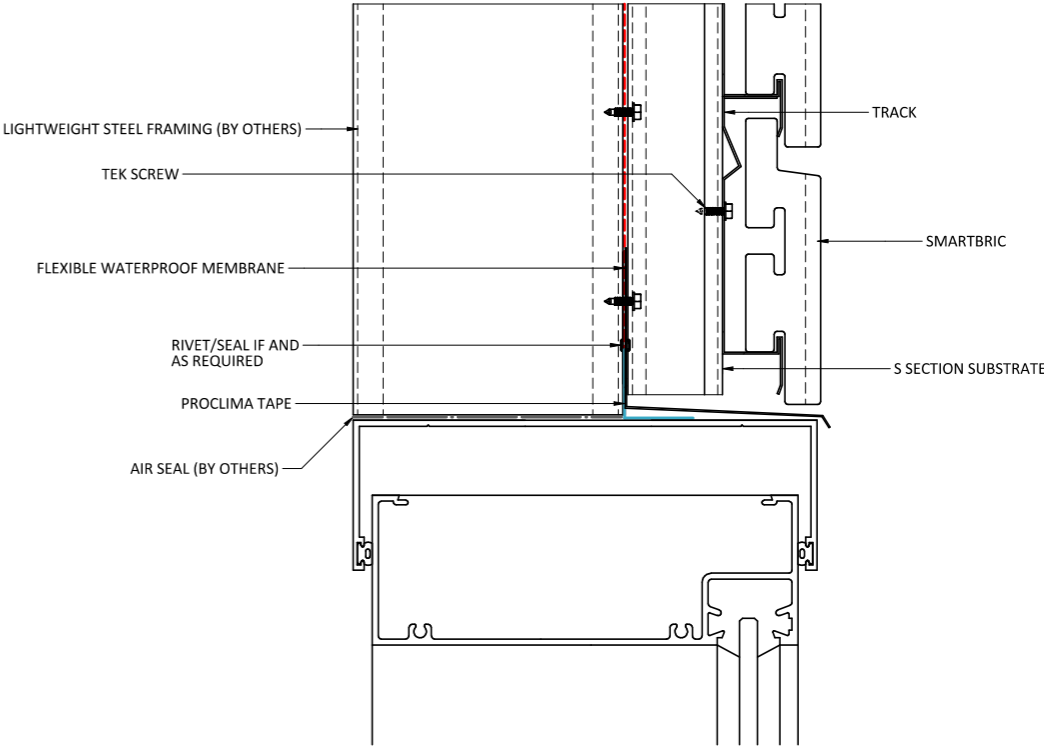 LIGHTWEIGHT STEEL FRAMING (BY OTHERS)
TRACK
TEK SCREW
SMARTBRIC
FLEXIBLE WATERPROOF MEMBRANE
RIVET/SEAL IF AND
AS REQUIRED
S SECTION SUBSTRATE
PROCLIMA TAPE
AIR SEAL (BY OTHERS)